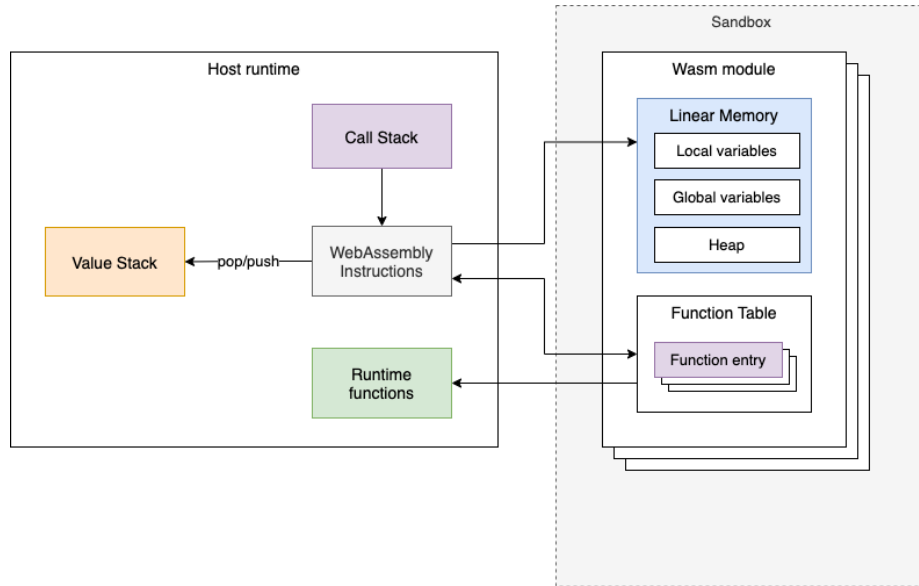 Sandbox
Host runtime
Wasm module
Call Stack
Linear Memory
Local variables
Global variables
Heap
Value Stack
pop/push
WebAssembly
Instructions
Function Table
Function entry
Runtime
functions